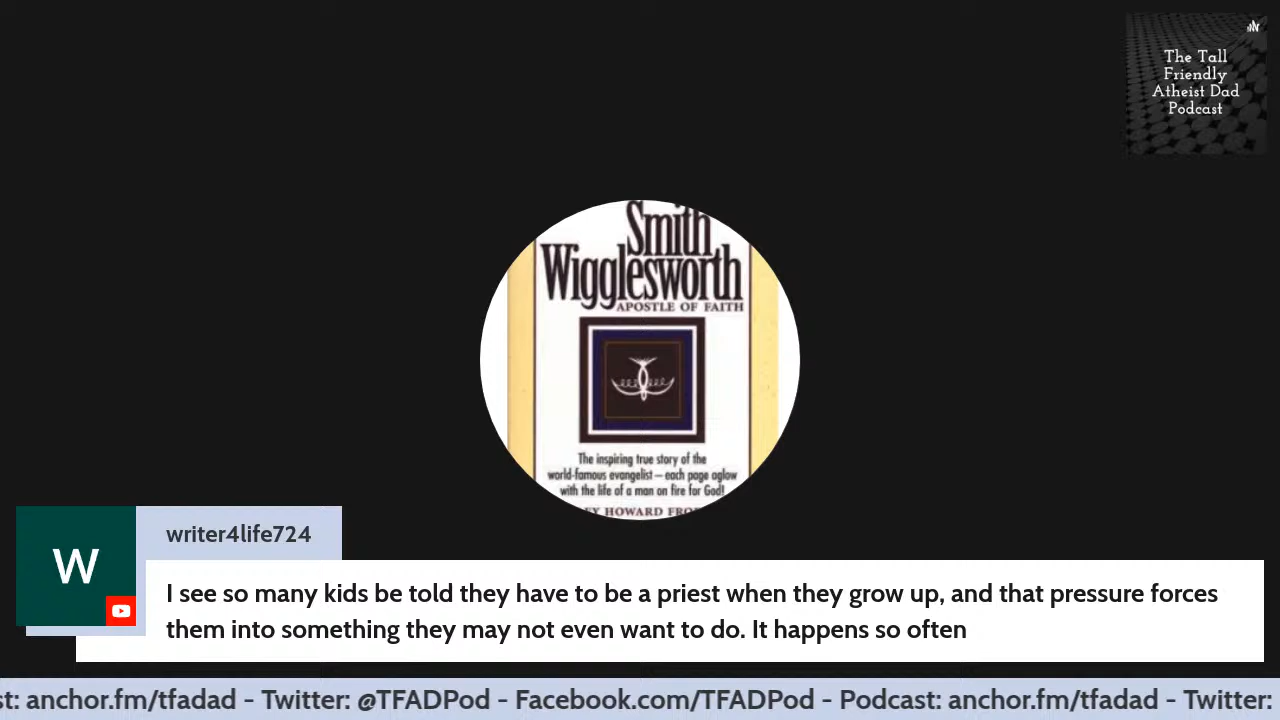 The Tall
Friendly
Atheist Dad
Podcast
Smith
Wigglesworth
APOSTLE OF FAITH
The inspiring true story of the
world-famous evangelist – each page aglow
with the life of a man on fire for God!
HOWARD
W
writer4life724
I see so many kids be told they have to be a priest when they grow up, and that pressure forces
them into something they may not even want to do. It happens so often
st: anchor.fm/tfadad - Twitter: @TFADPod - Facebook.com/TFADPod - Podcast: anchor.fm/tfadad - Twitter: